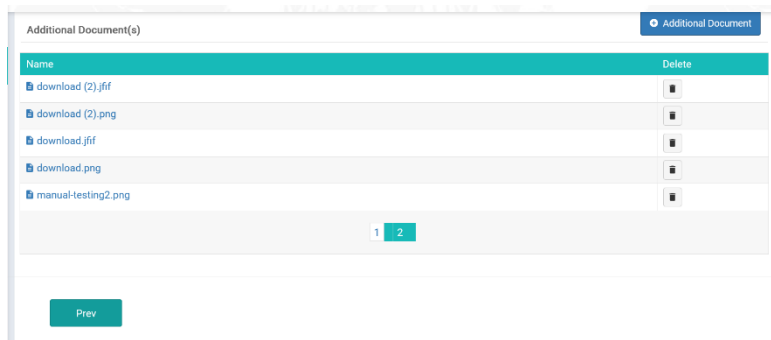 Additional Document(s)
Additional Document
Name Delete
download (2).jfif
download (2).png
download.jfif
download.png
manual-testing2.png
1 2
Prev